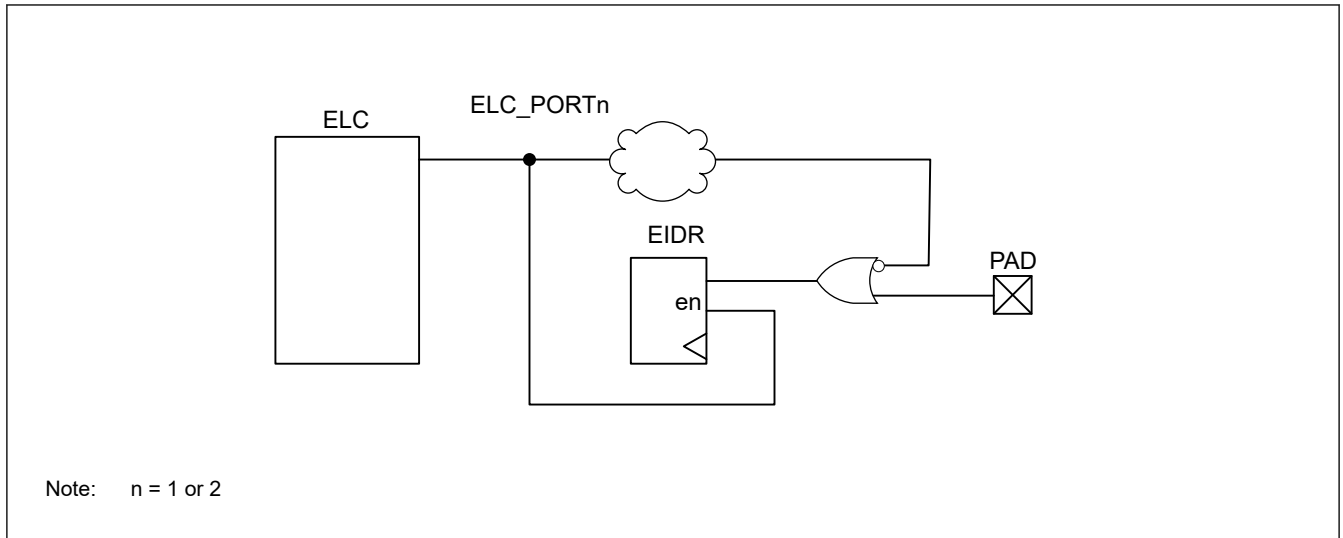 ELC_PORTn
ELC
EIDR
PAD
en
Note: n = 1 or 2